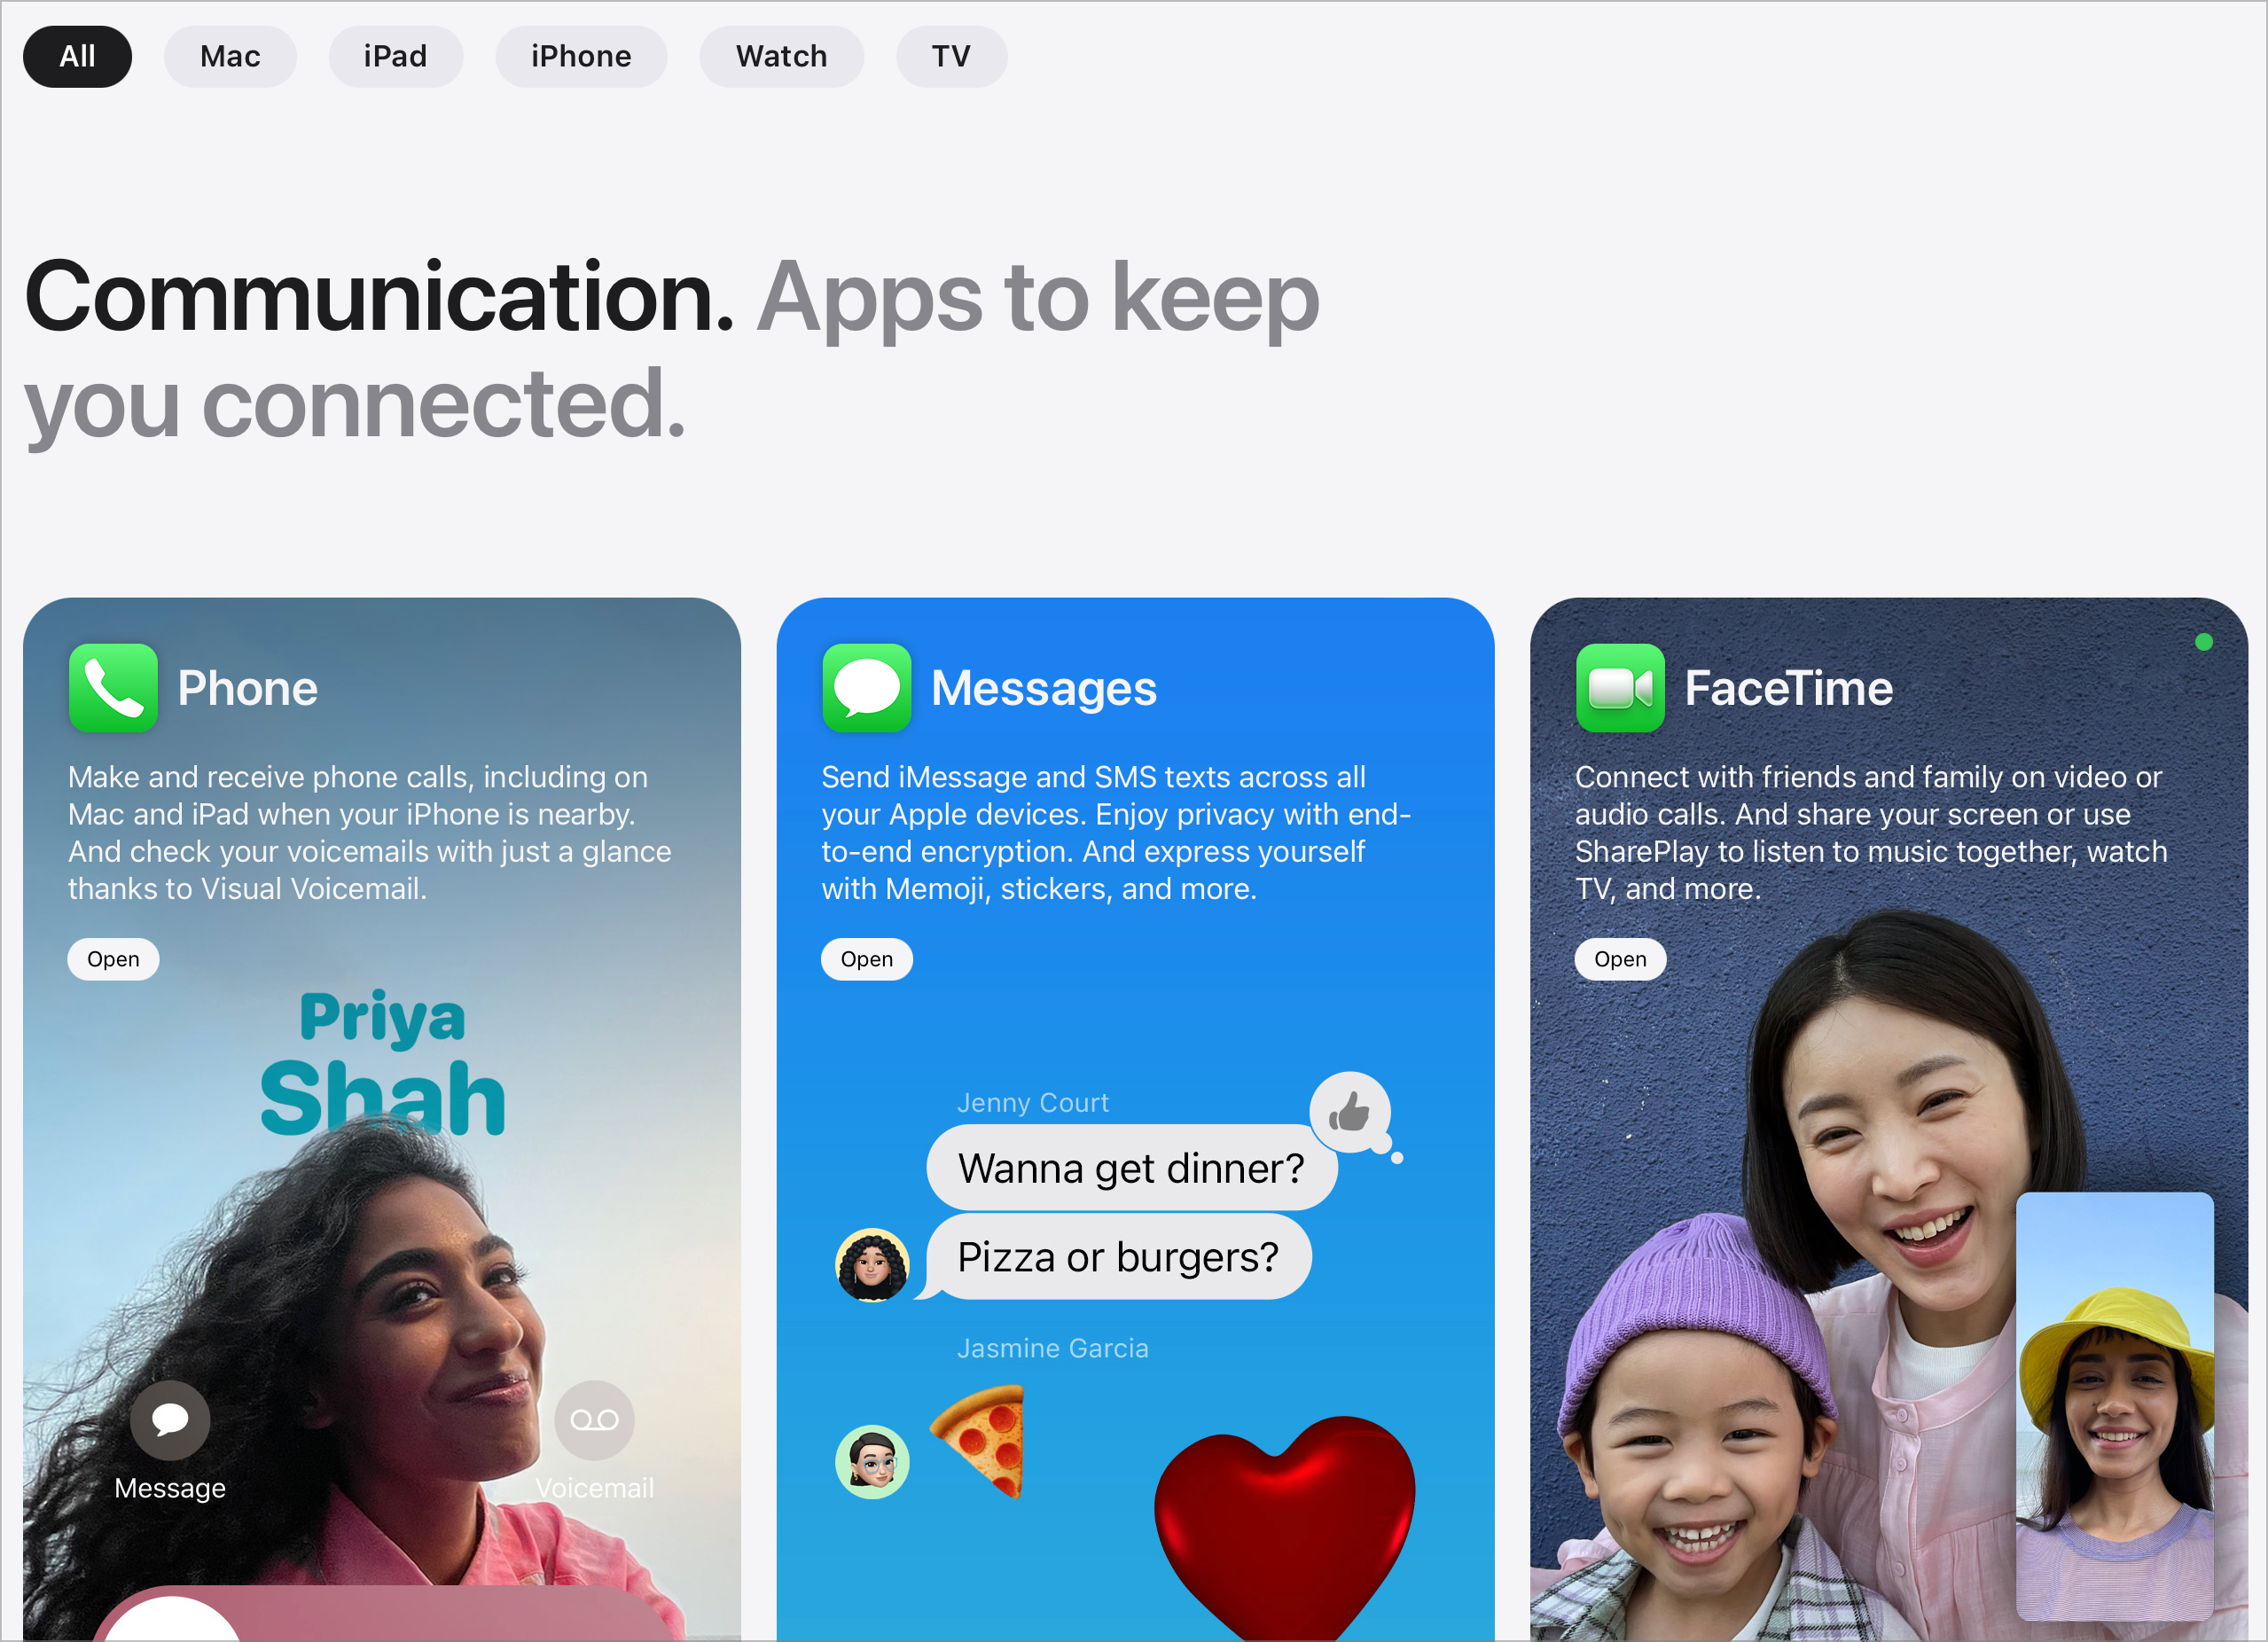 All
Mac
iPad
iPhone
Watch
TV
Communication. Apps to keep
you connected.
Phone
Make and receive phone calls, including on
Mac and iPad when your iPhone is nearby.
And check your voicemails with just a glance
thanks to Visual Voicemail.
Open
Priya
Shah
Message
Voicemail
Messages
Send iMessage and SMS texts across all
your Apple devices. Enjoy privacy with end-
to-end encryption. And express yourself
with Memoji, stickers, and more.
Open
Jenny Court
Wanna get dinner?
Pizza or burgers?
Jasmine Garcia
FaceTime
Connect with friends and family on video or
audio calls. And share your screen or use
SharePlay to listen to music together, watch
TV, and more.
Open